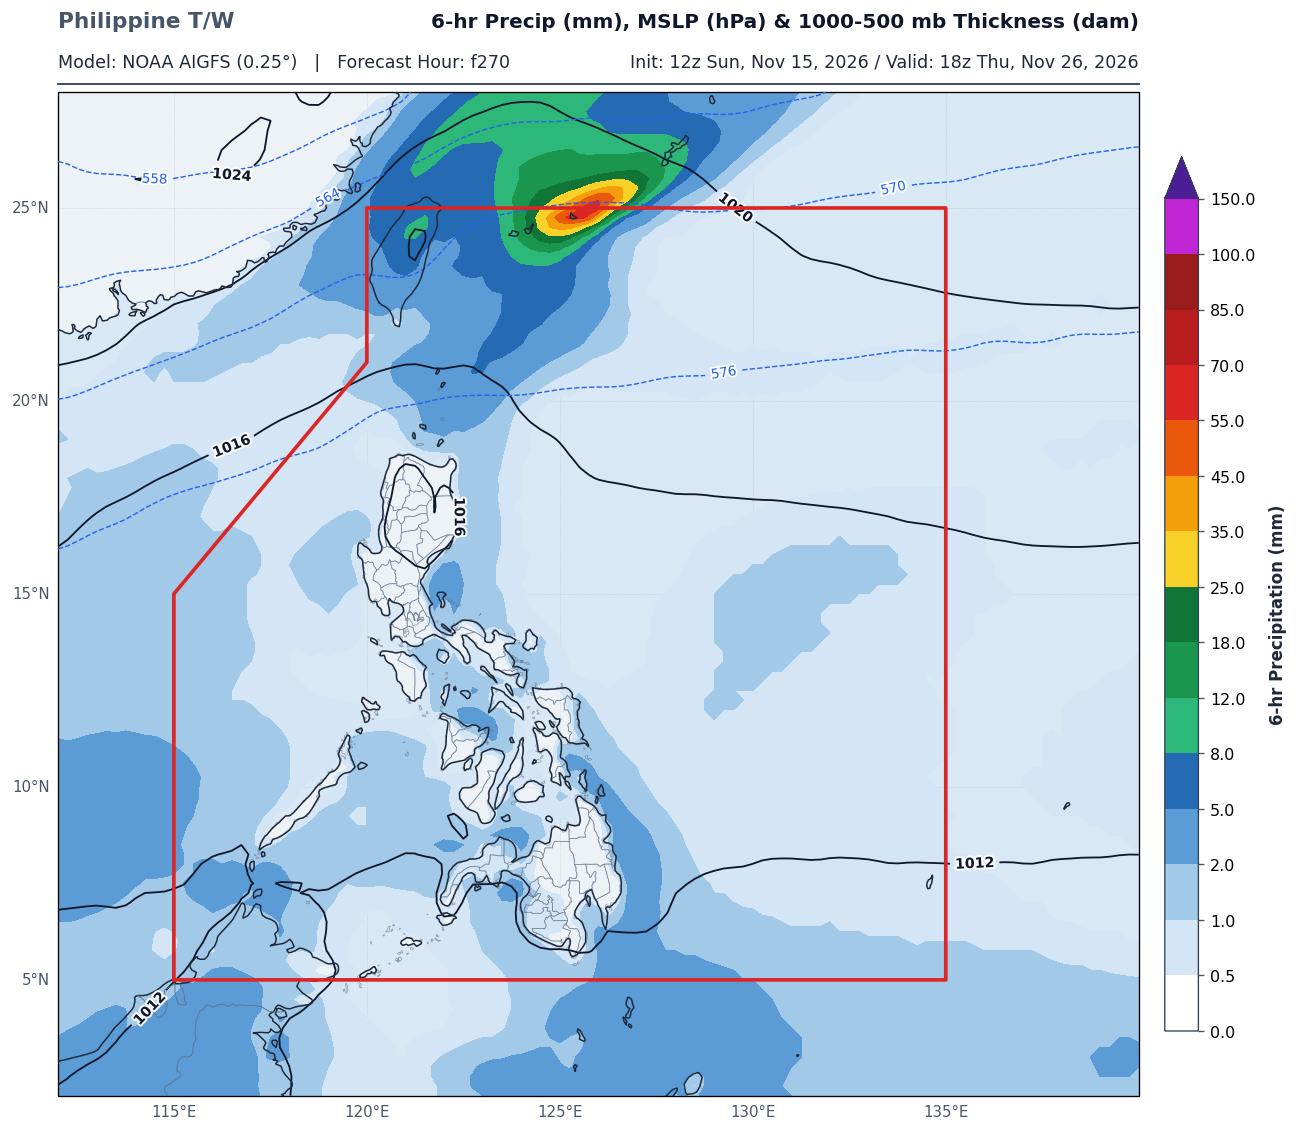 Philippine T/W
6-hr Precip (mm), MSLP (hPa) & 1000-500 mb Thickness (dam)
Model: NOAA AIGFS (0.25°) | Forecast Hour: f270
Init: 12z Sun, Nov 15, 2026 / Valid: 18z Thu, Nov 26, 2026
558
1024
564
570
1020
576
1016
1016
1012
1012
25°N
20°N
15°N
10°N
5°N
115°E
120°E
125°E
130°E
135°E
150.0
100.0
85.0
70.0
55.0
45.0
35.0
25.0
18.0
12.0
8.0
5.0
2.0
1.0
0.5
0.0
6-hr Precipitation (mm)